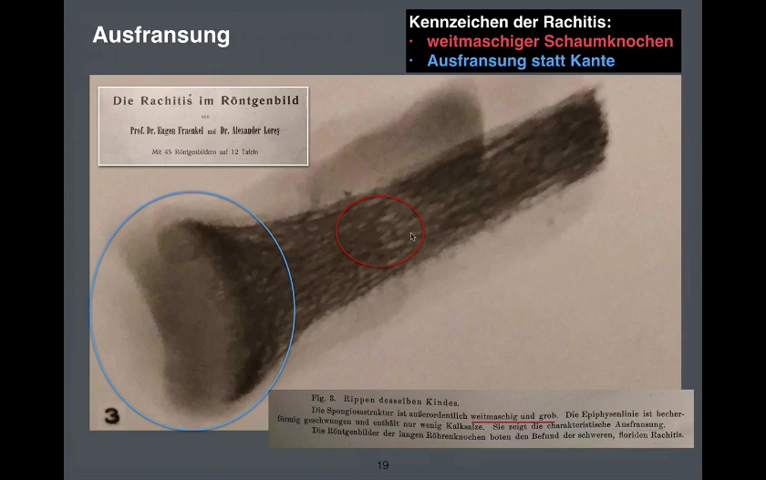 Ausfransung
Kennzeichen der Rachitis:
· weitmaschiger Schaumknochen
· Ausfransung statt Kante
Die Rachitis im Röntgenbild
von
Prof. Dr. Eugen Fraenkel und Dr. Alexander Lorey
Mit 45 Röntgenbildern auf 12 Tafeln
3
Fig. 3. Rippen desselben Kindes.
Die Spongiosastruktur ist außerordentlich weitmaschig und grob. Die Epiphysenlinie ist becher-
förmig geschwungen und enthält nur wenig Kalksalze. Sie zeigt die charakteristische Ausfransung.
Die Röntgenbilder der langen Röhrenknochen boten den Befund der schweren, floriden Rachitis.
19